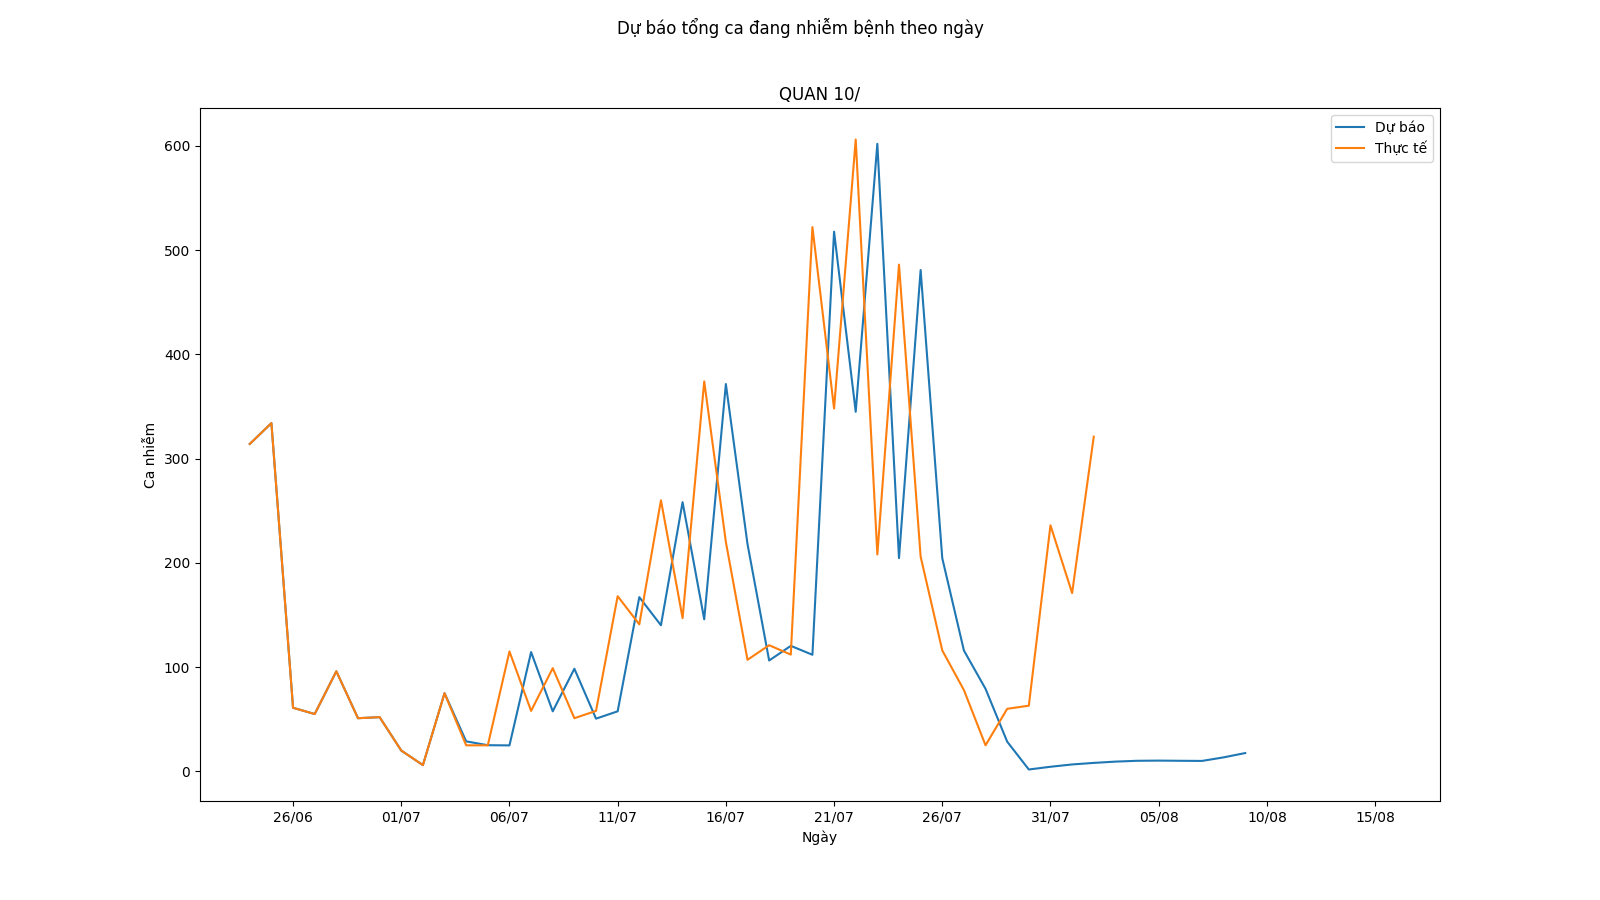 Dự báo tổng ca đang nhiễm bệnh theo ngày
QUAN 10/
Dự báo
Thực tế
600
500
400
300
200
100
0
Ca nhiễm
26/06 01/07 06/07 11/07 16/07 21/07 26/07 31/07 05/08 10/08 15/08
Ngày